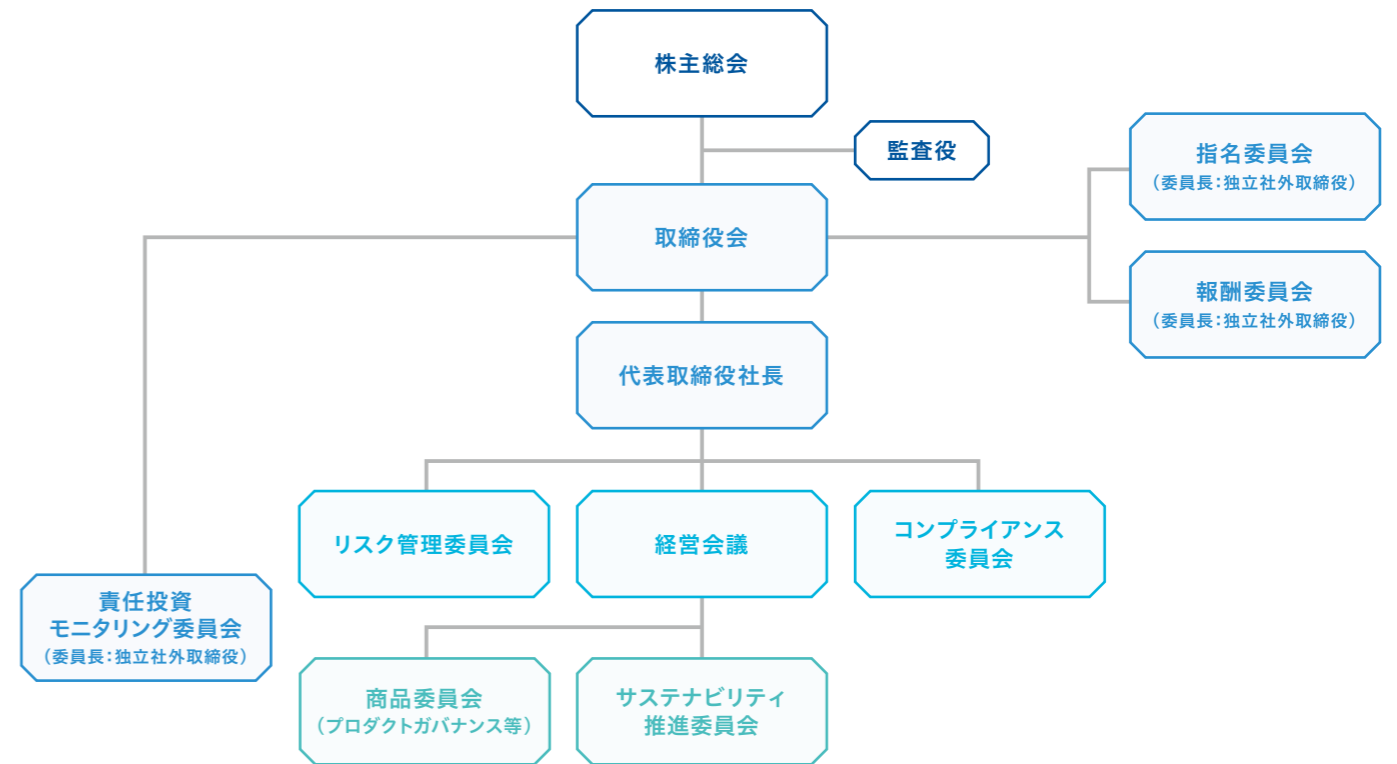 株主総会
監査役
指名委員会
（委員長：独立社外取締役）
取締役会
報酬委員会
（委員長：独立社外取締役）
代表取締役社長
リスク管理委員会
経営会議
コンプライアンス
委員会
責任投資
モニタリング委員会
（委員長：独立社外取締役）
商品委員会
（プロダクトガバナンス等）
サステナビリティ
推進委員会